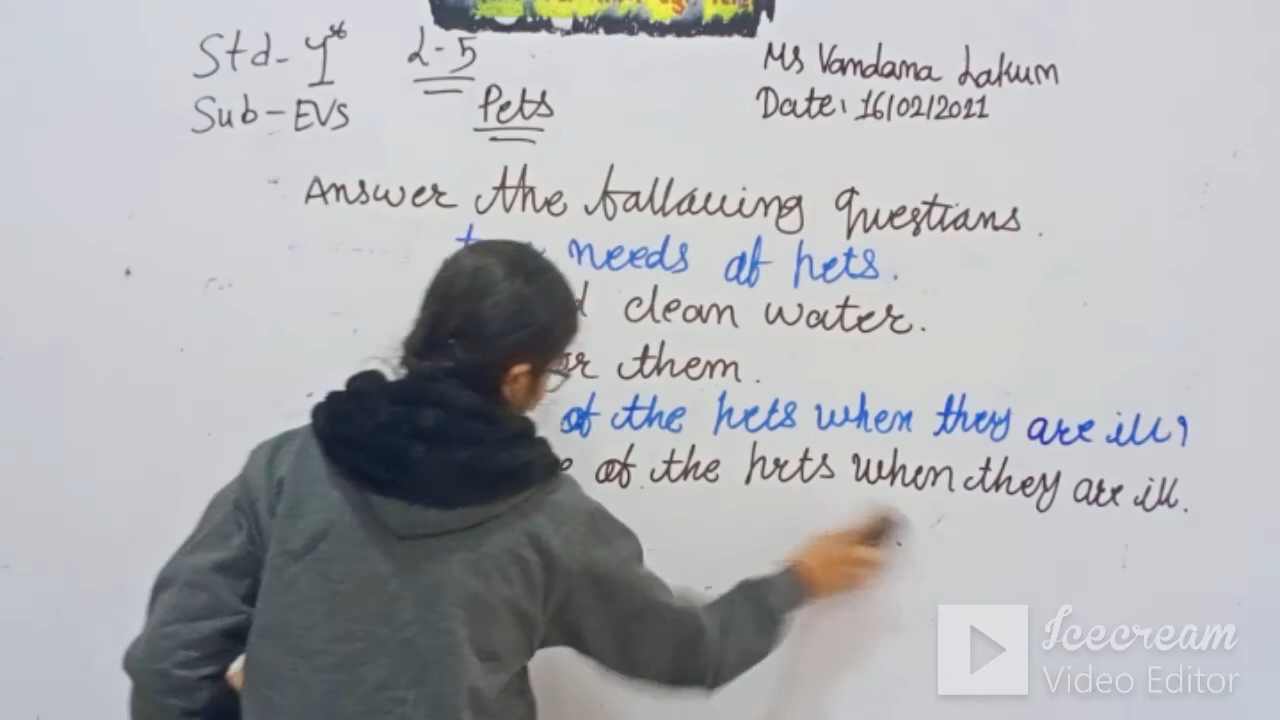 Std-1st L-5 Ms Vandana Lakum
Sub-EVS Pets Date: 16/02/2021
Answer the following questions.
needs of pets.
clean water.
them.
of the pets when they are ill?
of the pets when they are ill.
Icecream
Video Editor